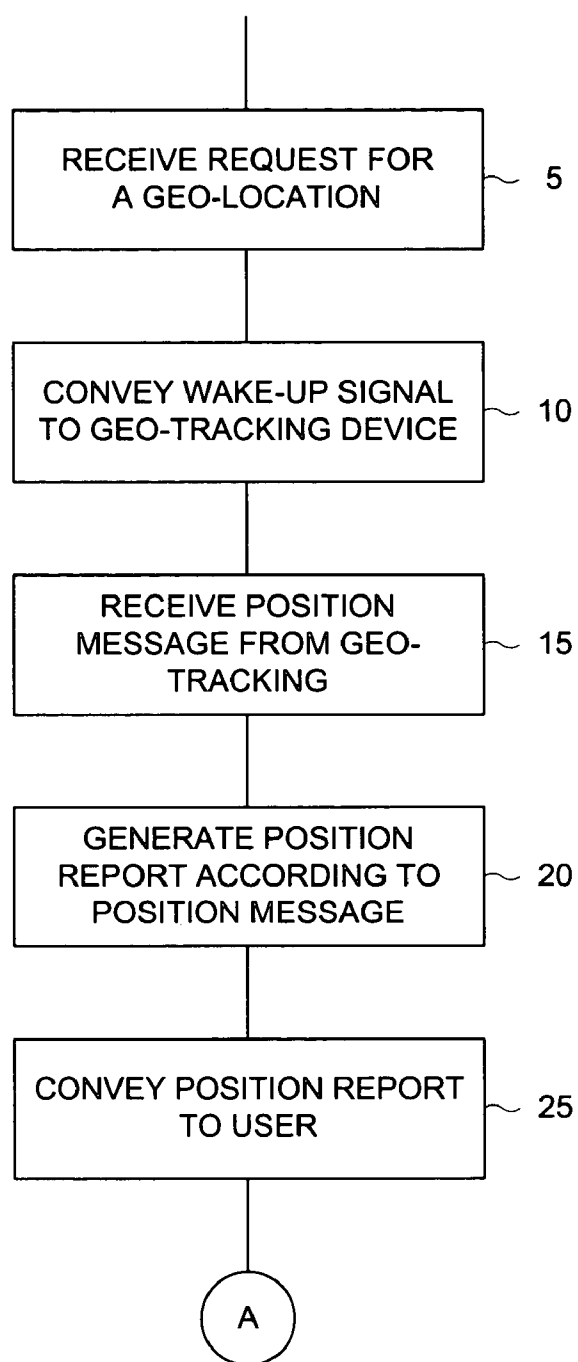 RECEIVE REQUEST FOR
A GEO-LOCATION
5
CONVEY WAKE-UP SIGNAL
TO GEO-TRACKING DEVICE
10
RECEIVE POSITION
MESSAGE FROM GEO-
TRACKING
15
GENERATE POSITION
REPORT ACCORDING TO
POSITION MESSAGE
20
CONVEY POSITION REPORT
TO USER
25
A